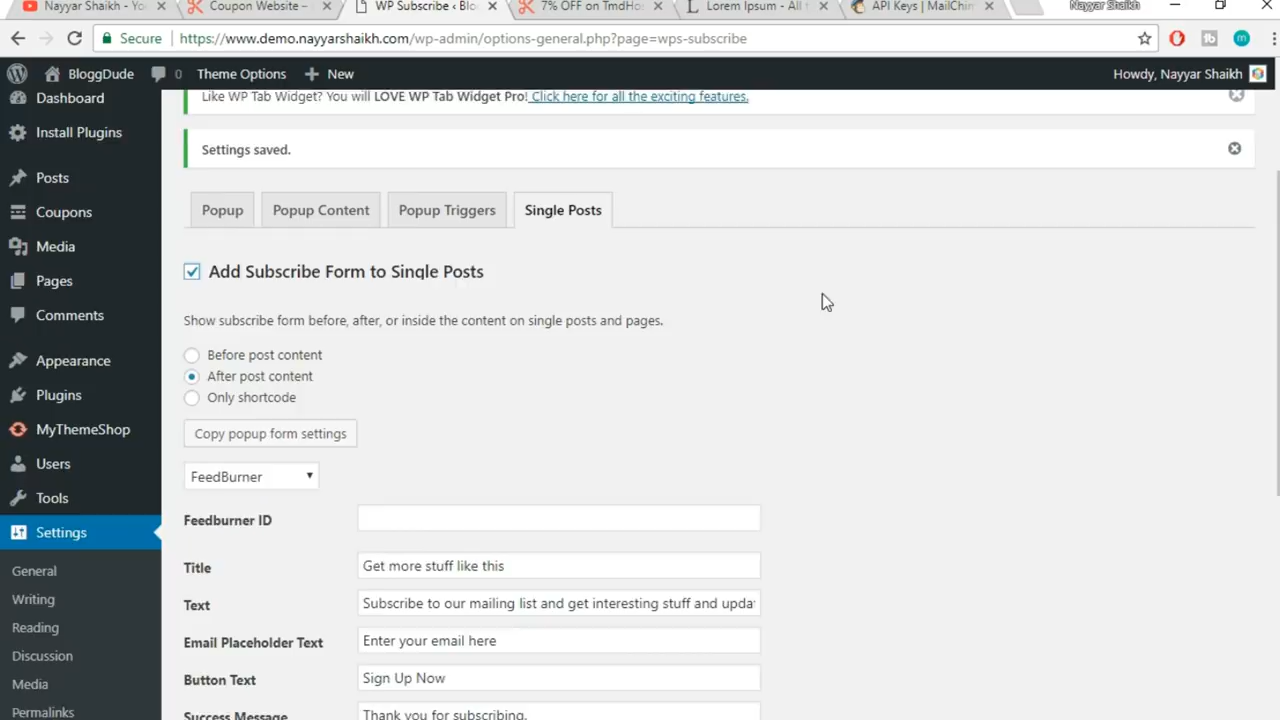 Nayyar Shaikh - Yo
Coupon Website –
WP Subscribe ‹ Blo
7% OFF on TmdHos
Lorem Ipsum - All
API Keys | MailChim
Nayyar Shaikh
Secure
https://www.demo.nayyarshaikh.com/wp-admin/options-general.php?page=wps-subscribe
BloggDude
0
Theme Options
New
Howdy, Nayyar Shaikh
Dashboard
Install Plugins
Posts
Coupons
Media
Pages
Comments
Appearance
Plugins
MyThemeShop
Users
Tools
Settings
General
Writing
Reading
Discussion
Media
Permalinks
Like WP Tab Widget? You will LOVE WP Tab Widget Pro! Click here for all the exciting features.
Settings saved.
Popup
Popup Content
Popup Triggers
Single Posts
Add Subscribe Form to Single Posts
Show subscribe form before, after, or inside the content on single posts and pages.
Before post content
After post content
Only shortcode
Copy popup form settings
FeedBurner
Feedburner ID
Title
Get more stuff like this
Text
Subscribe to our mailing list and get interesting stuff and upda
Email Placeholder Text
Enter your email here
Button Text
Sign Up Now
Success Message
Thank you for subscribing.